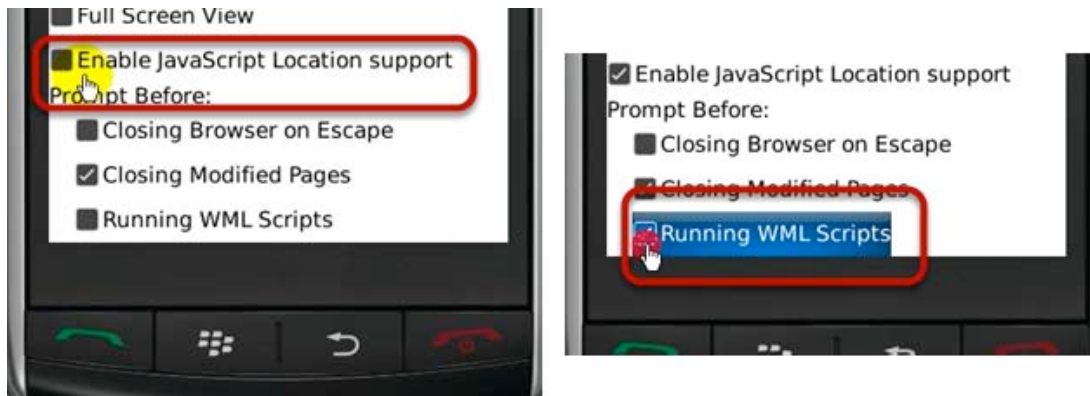 Full Screen View
Enable JavaScript Location support
Prompt Before:
Closing Browser on Escape
Closing Modified Pages
Running WML Scripts
Enable JavaScript Location support
Prompt Before:
Closing Browser on Escape
Closing Modified Pages
Running WML Scripts